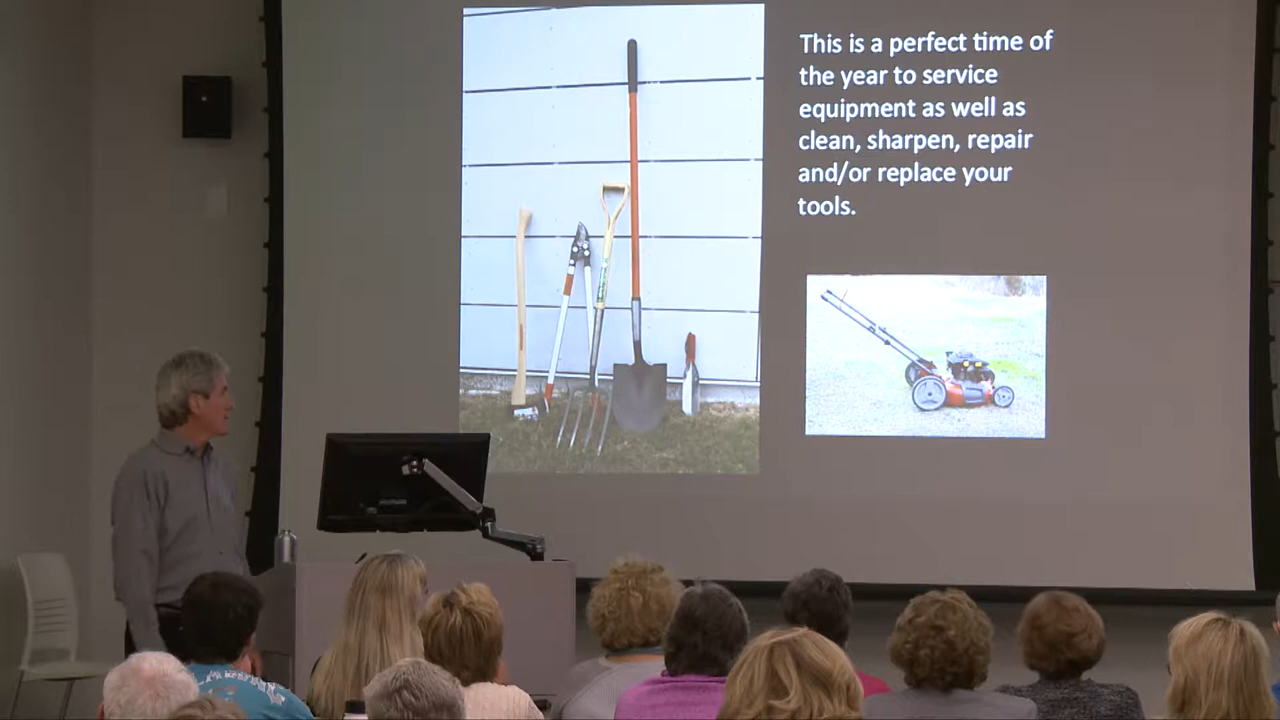 This is a perfect time of
the year to service
equipment as well as
clean, sharpen, repair
and/or replace your
tools.